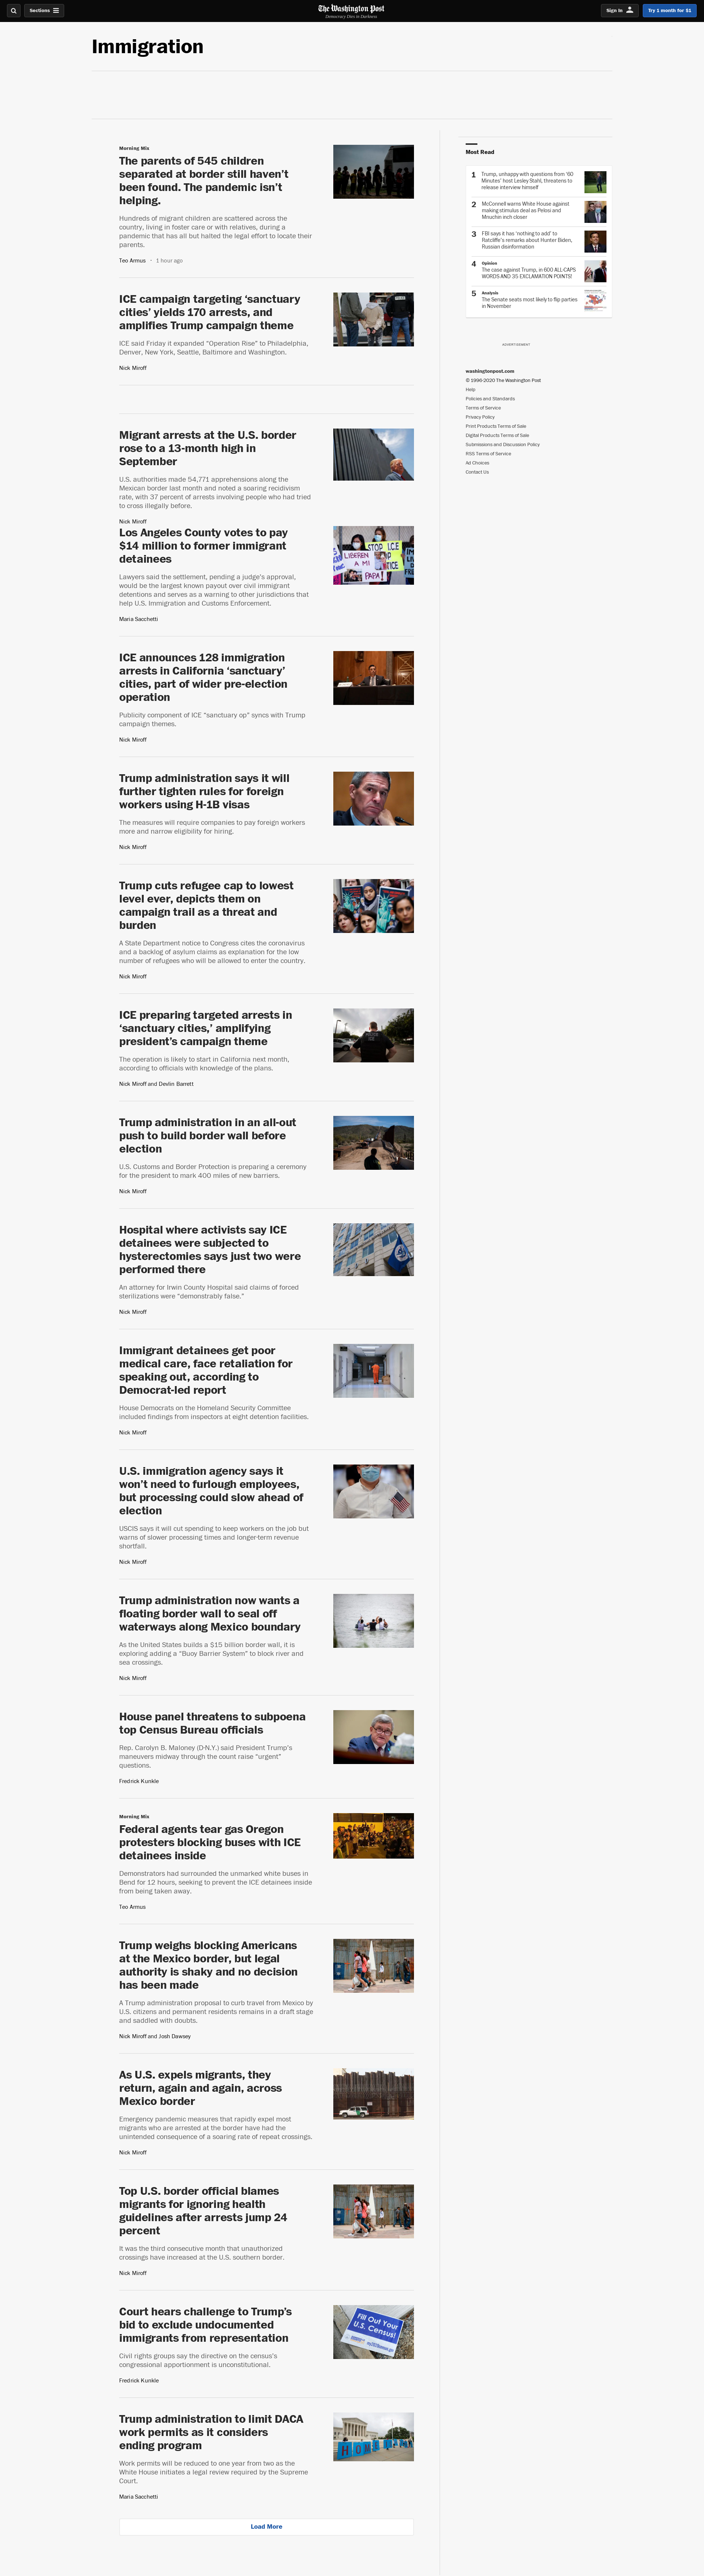 Sections
The Washington Post
Democracy Dies in Darkness
Sign In
Try 1 month for $1
Immigration
Morning Mix
The parents of 545 children
separated at border still haven’t
been found. The pandemic isn’t
helping.
Hundreds of migrant children are scattered across the
country, living in foster care or with relatives, during a
pandemic that has all but halted the legal effort to locate their
parents.
Teo Armus • 1 hour ago
ICE campaign targeting ‘sanctuary
cities’ yields 170 arrests, and
amplifies Trump campaign theme
ICE said Friday it expanded “Operation Rise” to Philadelphia,
Denver, New York, Seattle, Baltimore and Washington.
Nick Miroff
Migrant arrests at the U.S. border
rose to a 13-month high in
September
U.S. authorities made 54,771 apprehensions along the
Mexican border last month and noted a soaring recidivism
rate, with 37 percent of arrests involving people who had tried
to cross illegally before.
Nick Miroff
Los Angeles County votes to pay
$14 million to former immigrant
detainees
Lawyers said the settlement, pending a judge’s approval,
would be the largest known payout over civil immigrant
detentions and serves as a warning to other jurisdictions that
help U.S. Immigration and Customs Enforcement.
Maria Sacchetti
STOP ICE
LIBEREN
A MI
PAPA!
ICE announces 128 immigration
arrests in California ‘sanctuary’
cities, part of wider pre-election
operation
Publicity component of ICE “sanctuary op” syncs with Trump
campaign themes.
Nick Miroff
Trump administration says it will
further tighten rules for foreign
workers using H-1B visas
The measures will require companies to pay foreign workers
more and narrow eligibility for hiring.
Nick Miroff
Trump cuts refugee cap to lowest
level ever, depicts them on
campaign trail as a threat and
burden
A State Department notice to Congress cites the coronavirus
and a backlog of asylum claims as explanation for the low
number of refugees who will be allowed to enter the country.
Nick Miroff
ICE preparing targeted arrests in
‘sanctuary cities,’ amplifying
president’s campaign theme
The operation is likely to start in California next month,
according to officials with knowledge of the plans.
Nick Miroff and Devlin Barrett
Trump administration in an all-out
push to build border wall before
election
U.S. Customs and Border Protection is preparing a ceremony
for the president to mark 400 miles of new barriers.
Nick Miroff
Hospital where activists say ICE
detainees were subjected to
hysterectomies says just two were
performed there
An attorney for Irwin County Hospital said claims of forced
sterilizations were “demonstrably false.”
Nick Miroff
Immigrant detainees get poor
medical care, face retaliation for
speaking out, according to
Democrat-led report
House Democrats on the Homeland Security Committee
included findings from inspectors at eight detention facilities.
Nick Miroff
U.S. immigration agency says it
won’t need to furlough employees,
but processing could slow ahead of
election
USCIS says it will cut spending to keep workers on the job but
warns of slower processing times and longer-term revenue
shortfall.
Nick Miroff
Trump administration now wants a
floating border wall to seal off
waterways along Mexico boundary
As the United States builds a $15 billion border wall, it is
exploring adding a “Buoy Barrier System” to block river and
sea crossings.
Nick Miroff
House panel threatens to subpoena
top Census Bureau officials
Rep. Carolyn B. Maloney (D-N.Y.) said President Trump’s
maneuvers midway through the count raise “urgent”
questions.
Fredrick Kunkle
Morning Mix
Federal agents tear gas Oregon
protesters blocking buses with ICE
detainees inside
Demonstrators had surrounded the unmarked white buses in
Bend for 12 hours, seeking to prevent the ICE detainees inside
from being taken away.
Teo Armus
Trump weighs blocking Americans
at the Mexico border, but legal
authority is shaky and no decision
has been made
A Trump administration proposal to curb travel from Mexico by
U.S. citizens and permanent residents remains in a draft stage
and saddled with doubts.
Nick Miroff and Josh Dawsey
As U.S. expels migrants, they
return, again and again, across
Mexico border
Emergency pandemic measures that rapidly expel most
migrants who are arrested at the border have had the
unintended consequence of a soaring rate of repeat crossings.
Nick Miroff
Top U.S. border official blames
migrants for ignoring health
guidelines after arrests jump 24
percent
It was the third consecutive month that unauthorized
crossings have increased at the U.S. southern border.
Nick Miroff
Court hears challenge to Trump’s
bid to exclude undocumented
immigrants from representation
Civil rights groups say the directive on the census’s
congressional apportionment is unconstitutional.
Fredrick Kunkle
Fill Out Your
U.S. Census!
Trump administration to limit DACA
work permits as it considers
ending program
Work permits will be reduced to one year from two as the
White House initiates a legal review required by the Supreme
Court.
Maria Sacchetti
Load More
Most Read
1
Trump, unhappy with questions from ‘60
Minutes’ host Lesley Stahl, threatens to
release interview himself
2
McConnell warns White House against
making stimulus deal as Pelosi and
Mnuchin inch closer
3
FBI says it has ‘nothing to add’ to
Ratcliffe’s remarks about Hunter Biden,
Russian disinformation
4
Opinion
The case against Trump, in 600 ALL-CAPS
WORDS AND 35 EXCLAMATION POINTS!
5
Analysis
The Senate seats most likely to flip parties
in November
ADVERTISEMENT
washingtonpost.com
© 1996-2020 The Washington Post
Help
Policies and Standards
Terms of Service
Privacy Policy
Print Products Terms of Sale
Digital Products Terms of Sale
Submissions and Discussion Policy
RSS Terms of Service
Ad Choices
Contact Us